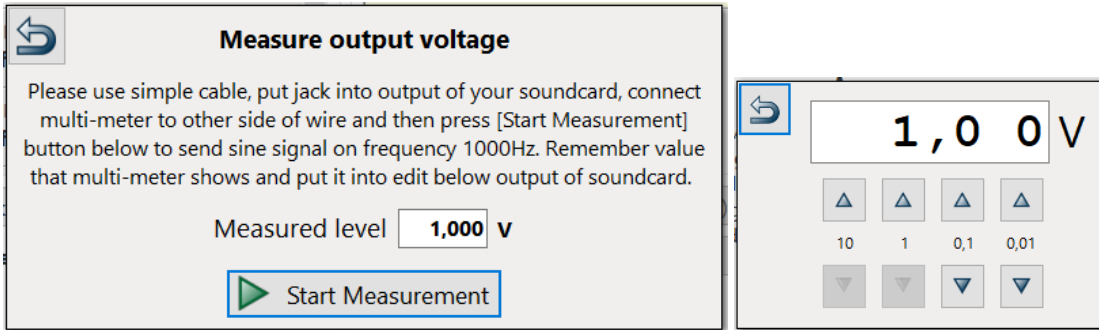 Measure output voltage
Please use simple cable, put jack into output of your soundcard, connect
multi-meter to other side of wire and then press [Start Measurement]
button below to send sine signal on frequency 1000Hz. Remember value
that multi-meter shows and put it into edit below output of soundcard.
Measured level 1,000 V
Start Measurement
1,0 0 V
10 1 0,1 0,01